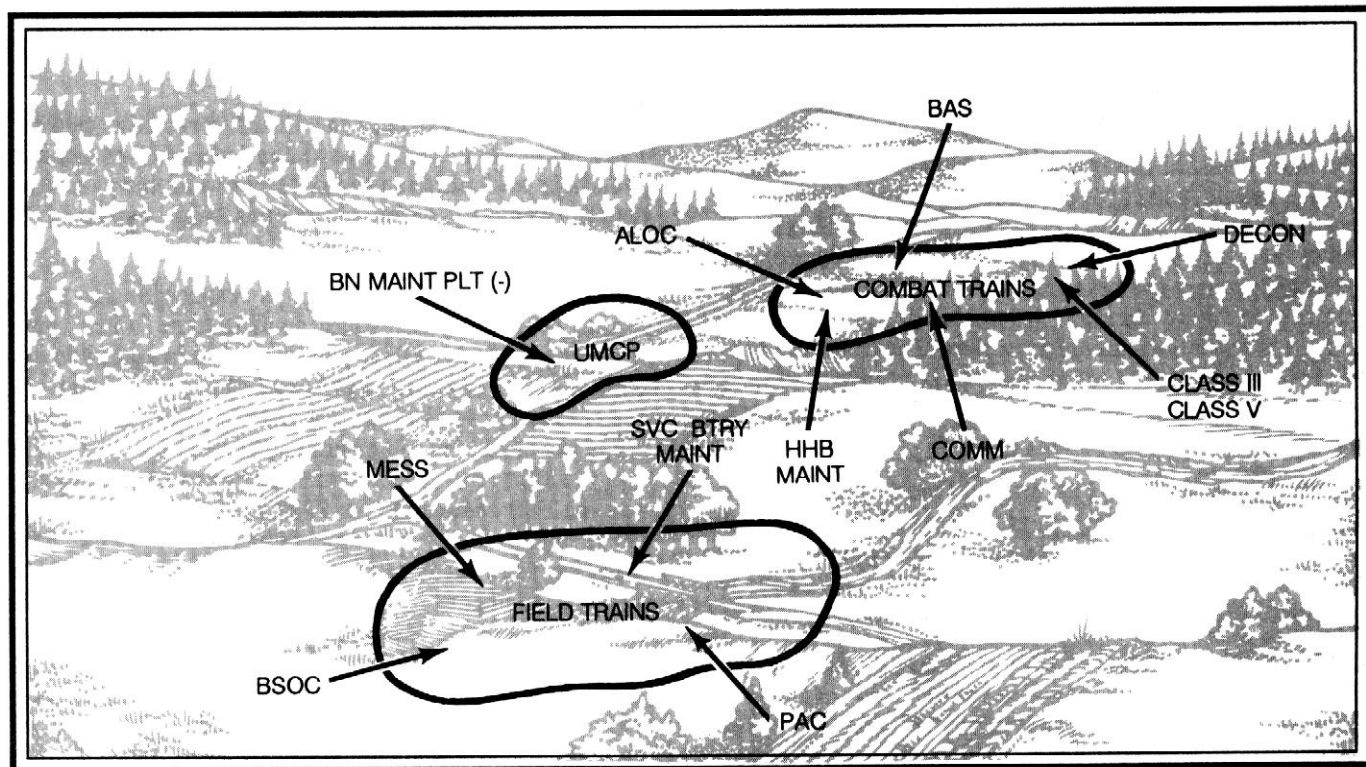 BAS
ALOC
DECON
BN MAINT PLT (-)
COMBAT TRAINS
UMCP
CLASS III
CLASS V
SVC BTRY
MAINT
HHB
MAINT
COMM
MESS
FIELD TRAINS
BSOC
PAC